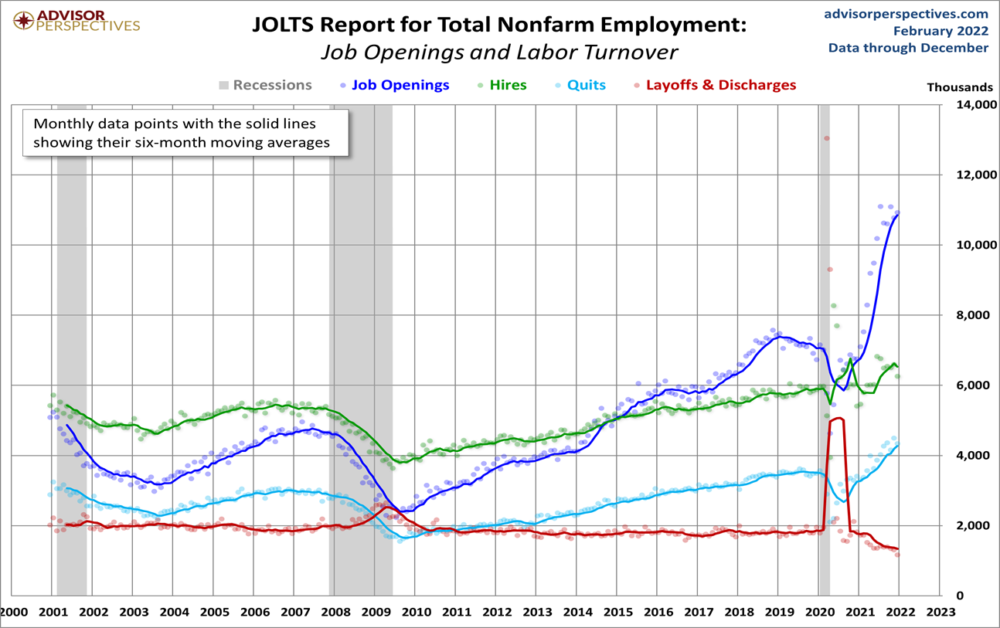 ADVISOR
PERSPECTIVES
JOLTS Report for Total Nonfarm Employment:
Job Openings and Labor Turnover
advisorperspectives.com
February 2022
Data through December
Recessions Job Openings Hires Quits Layoffs & Discharges
Thousands
Monthly data points with the solid lines
showing their six-month moving averages
14,000
12,000
10,000
8,000
6,000
4,000
2,000
0
2000 2001 2002 2003 2004 2005 2006 2007 2008 2009 2010 2011 2012 2013 2014 2015 2016 2017 2018 2019 2020 2021 2022 2023